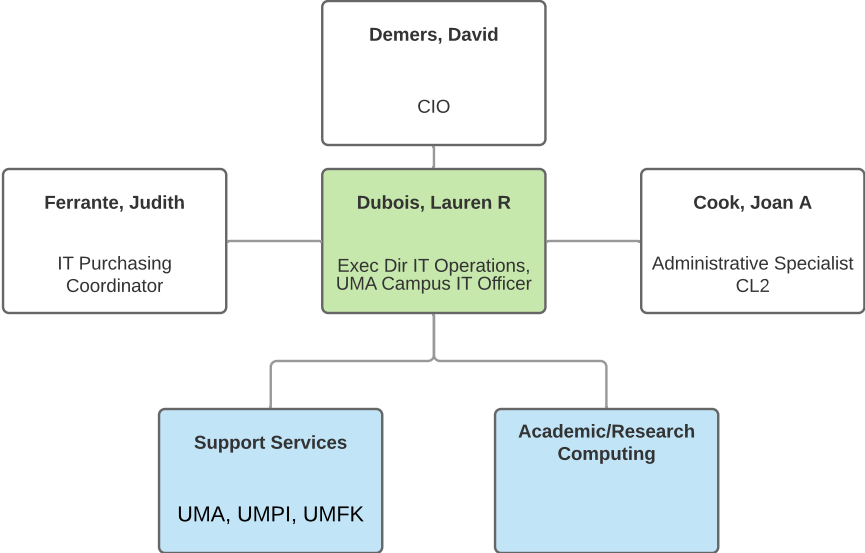 Demers, David
CIO
Ferrante, Judith
IT Purchasing
Coordinator
Dubois, Lauren R
Exec Dir IT Operations,
UMA Campus IT Officer
Cook, Joan A
Administrative Specialist
CL2
Support Services
UMA, UMPI, UMFK
Academic/Research
Computing